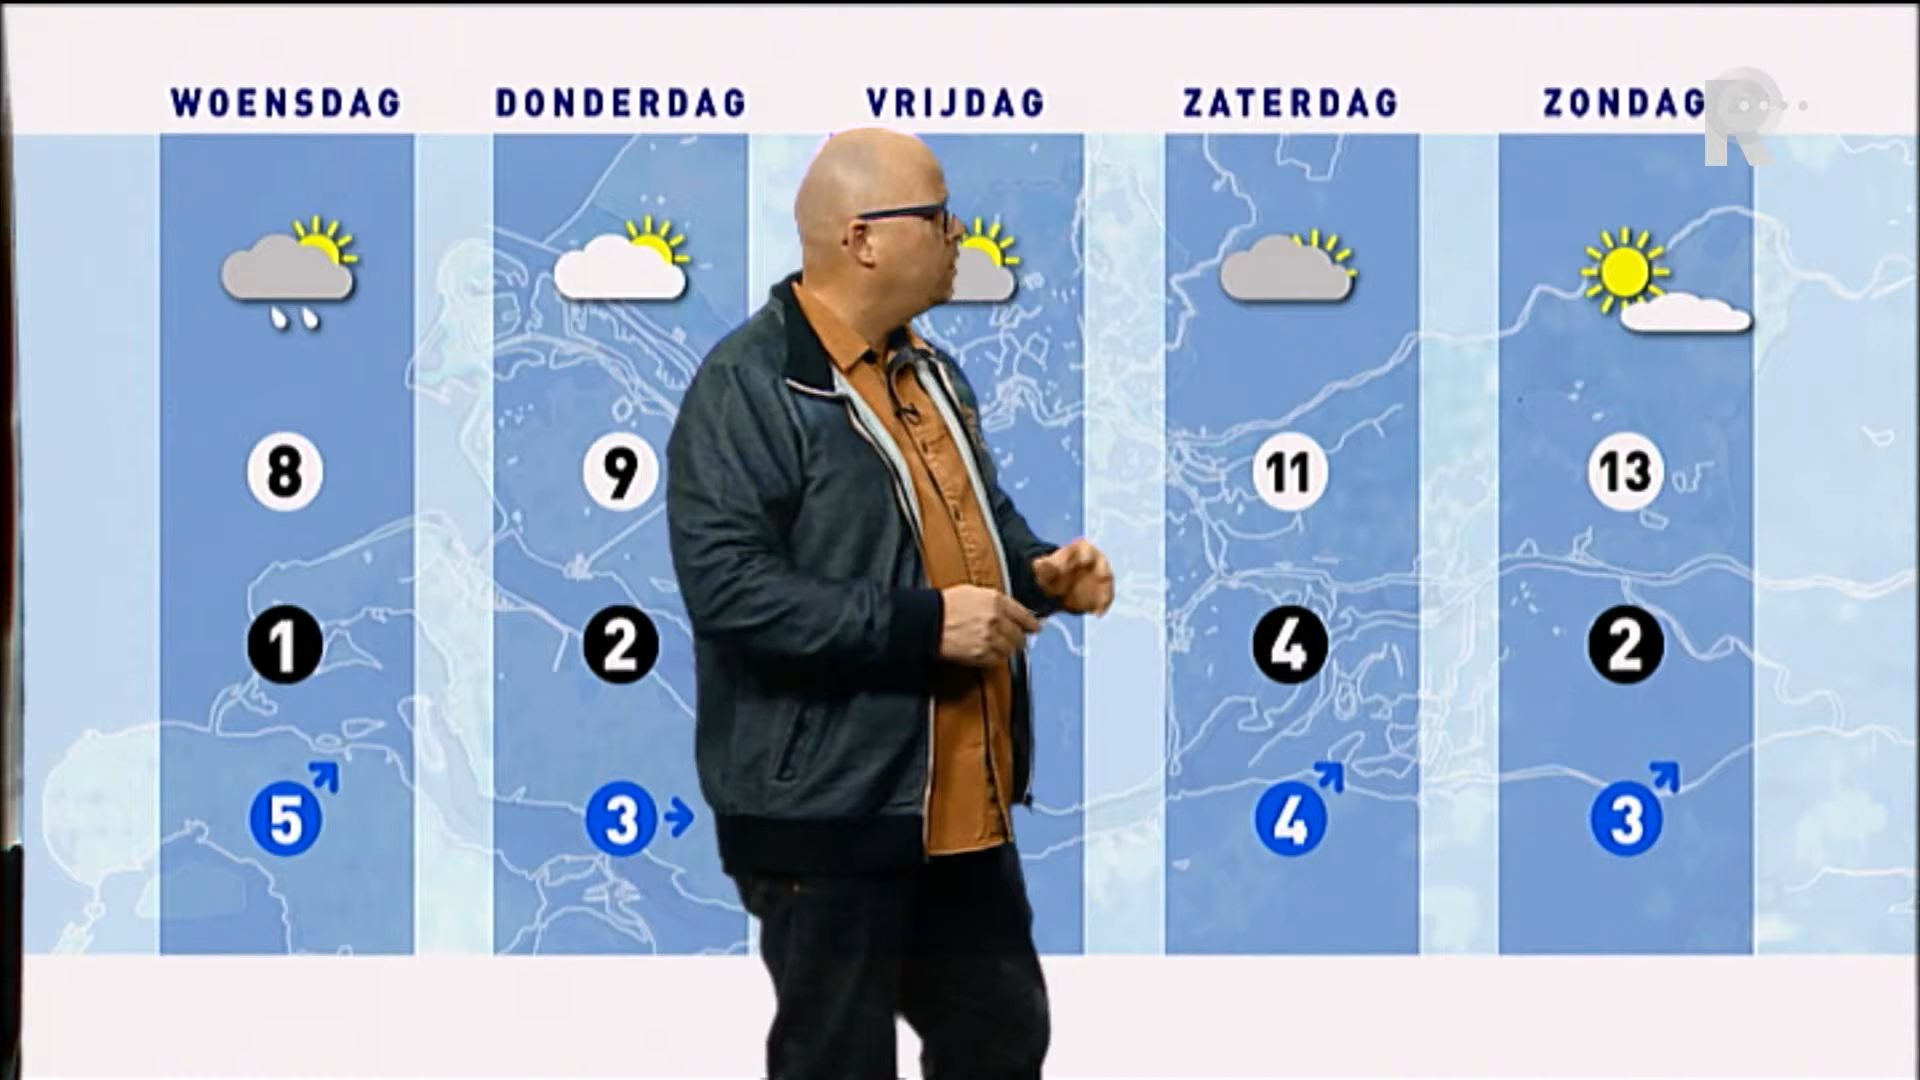 WOENSDAG DONDERDAG VRIJDAG ZATERDAG ZONDAG
R
8 9 11 13
1 2 4 2
5 3 4 3